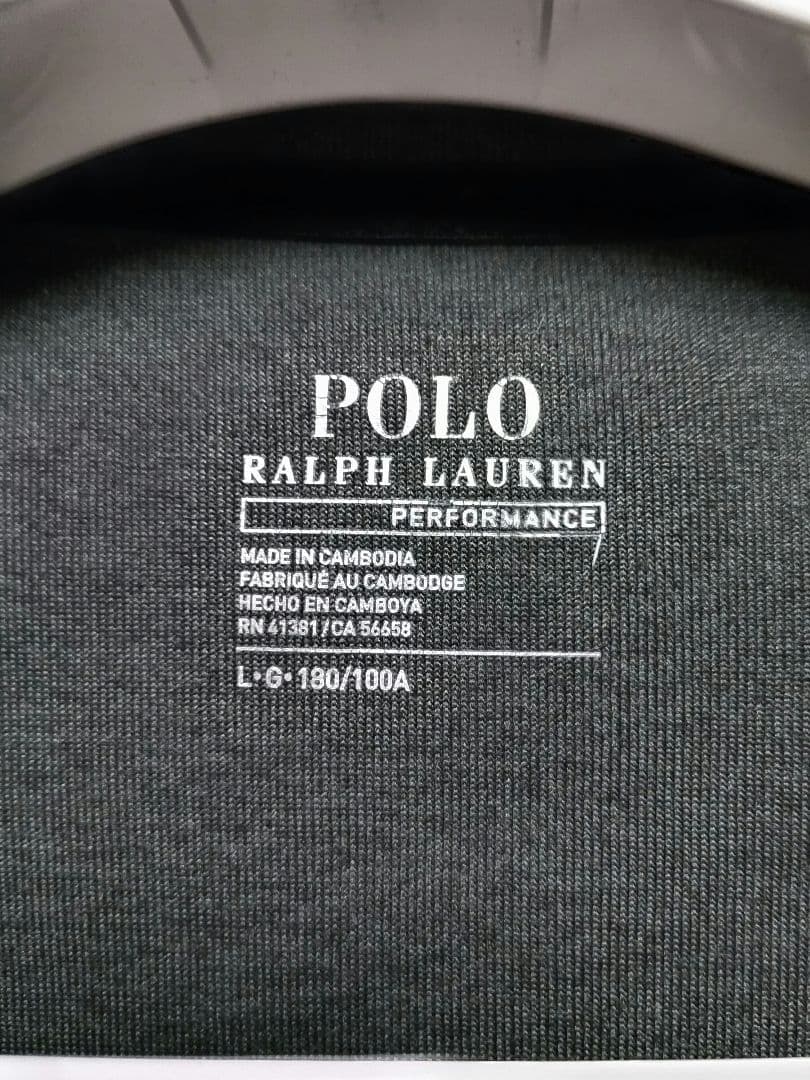 POLO
RALPH LAUREN
PERFORMANCE
MADE IN CAMBODIA
FABRIQUÉ AU CAMBODGE
HECHO EN CAMBOYA
RN 41381/CA 56658
L•G•180/100A